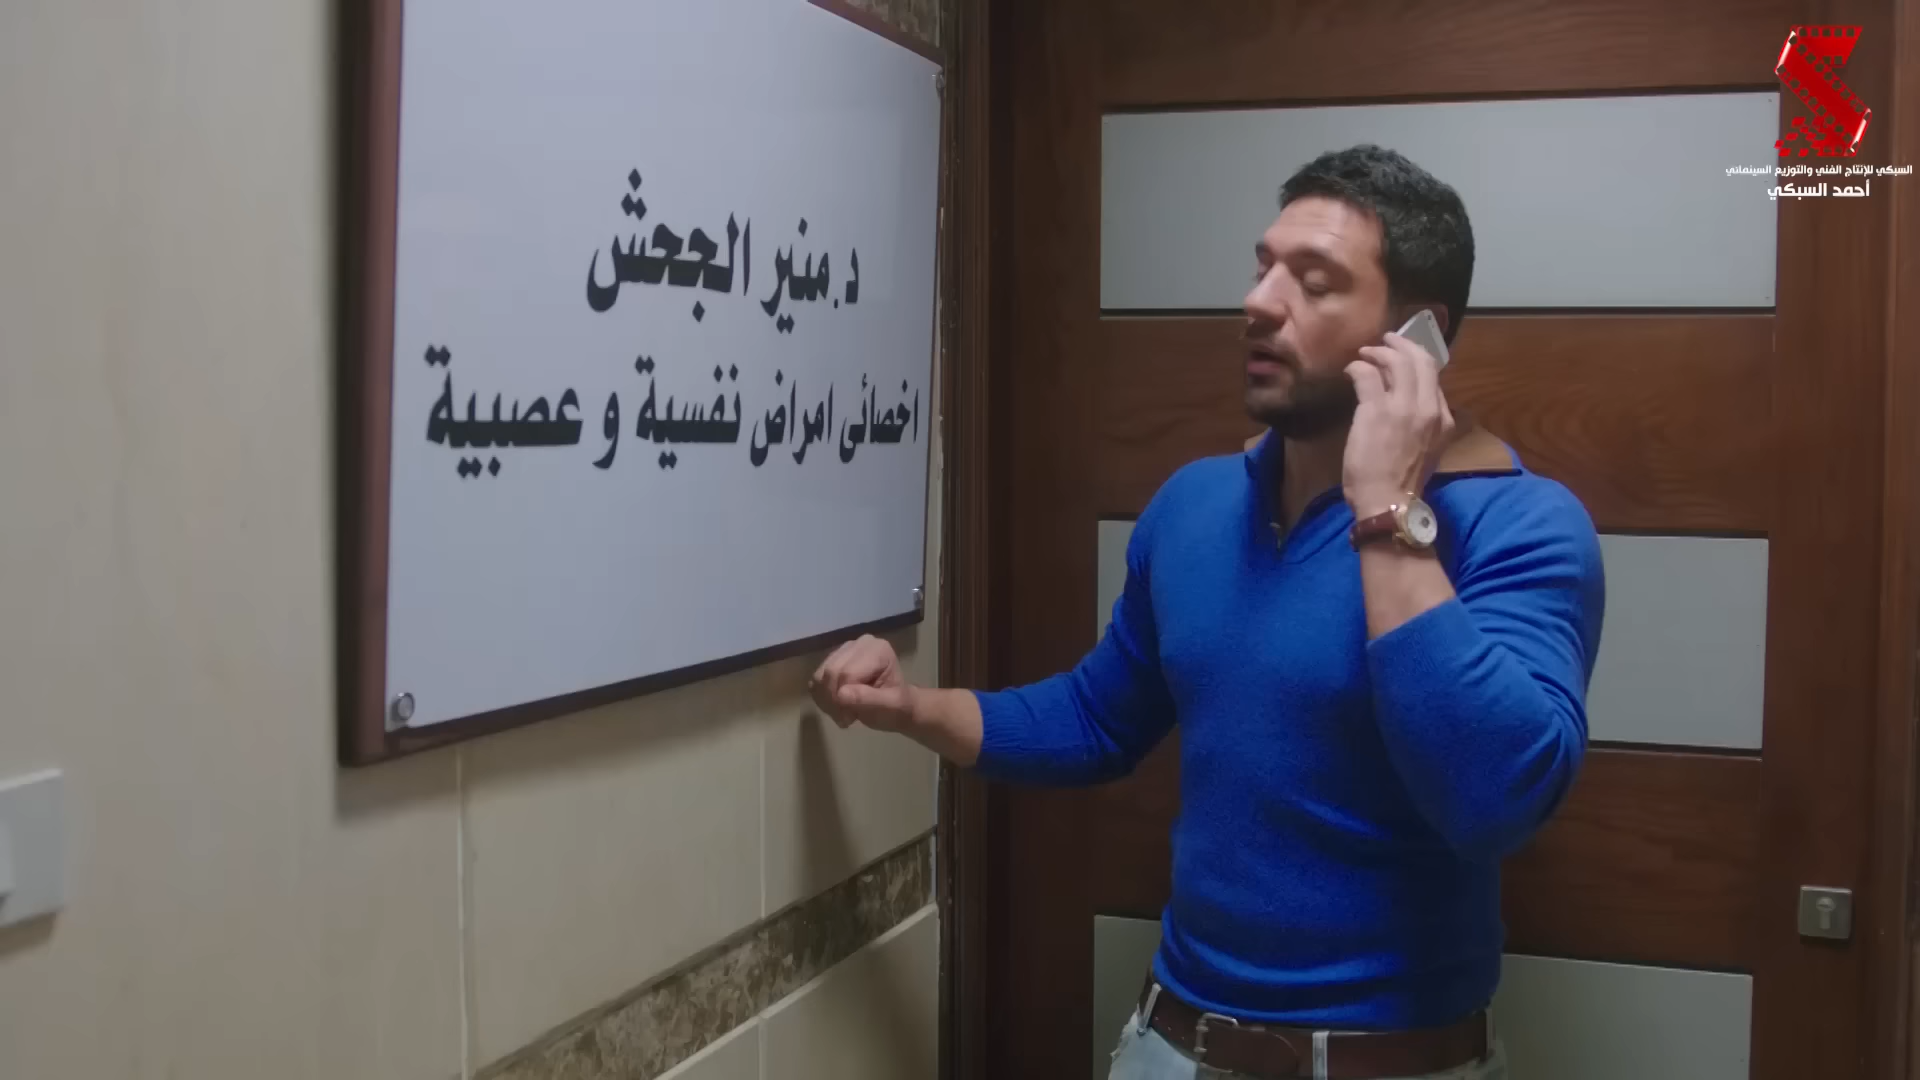 د.منير الجحش
اخصائى امراض نفسية و عصبية
السبكي للإنتاج الفني والتوزيع السينمائي
أحمد السبكي